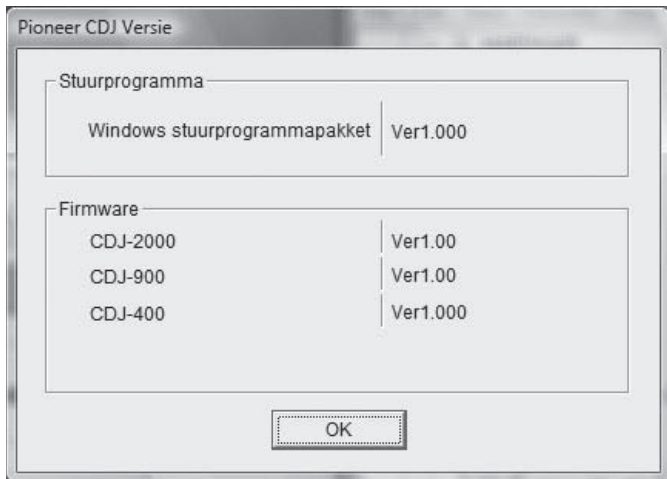 Pioneer CDJ Versie
Stuurprogramma
Windows stuurprogrammapakket Ver1.000
Firmware
CDJ-2000 Ver1.00
CDJ-900 Ver1.00
CDJ-400 Ver1.000
OK